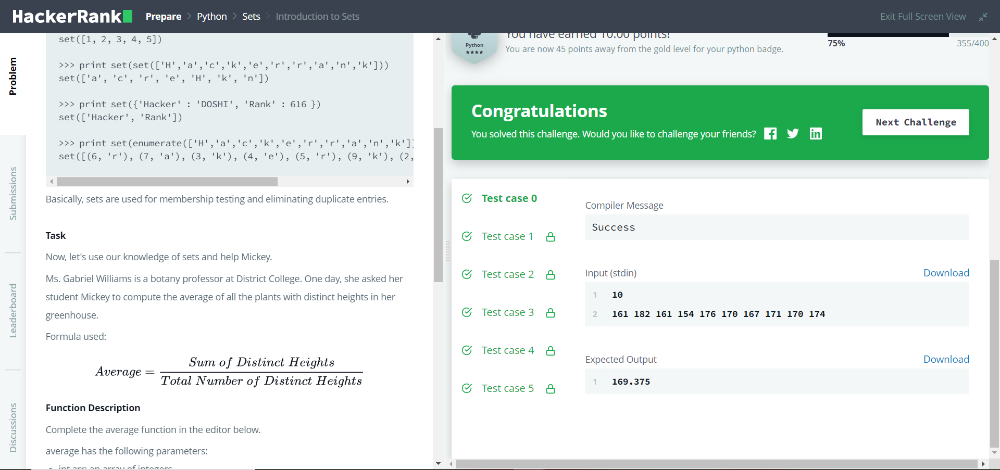 HackerRank
Prepare > Python > Sets > Introduction to Sets
Exit Full Screen View
Problem
Submissions
Leaderboard
Discussions
set([1, 2, 3, 4, 5])
>>> print set(set(['H','a','c','k','e','r','r','a','n','k']))
set(['a', 'c', 'r', 'e', 'H', 'k', 'n'])
>>> print set({'Hacker' : 'DOSHI', 'Rank' : 616 })
set(['Hacker', 'Rank'])
>>> print set(enumerate(['H','a','c','k','e','r','r','a','n','k']
set([(6, 'r'), (7, 'a'), (3, 'k'), (4, 'e'), (5, 'r'), (9, 'k'), (2,
Basically, sets are used for membership testing and eliminating duplicate entries.
Task
Now, let's use our knowledge of sets and help Mickey.
Ms. Gabriel Williams is a botany professor at District College. One day, she asked her
student Mickey to compute the average of all the plants with distinct heights in her
greenhouse.
Formula used:
Average = Sum of Distinct Heights
Total Number of Distinct Heights
Function Description
Complete the average function in the editor below.
average has the following parameters:
• int arr: an array of integers
Python
★★★★
You have earned 10.00 points!
You are now 45 points away from the gold level for your python badge.
75%
355/400
Congratulations
You solved this challenge. Would you like to challenge your friends?
Next Challenge
Test case 0
Test case 1
Test case 2
Test case 3
Test case 4
Test case 5
Compiler Message
Success
Input (stdin)
Download
1 10
2 161 182 161 154 176 170 167 171 170 174
Expected Output
Download
1 169.375